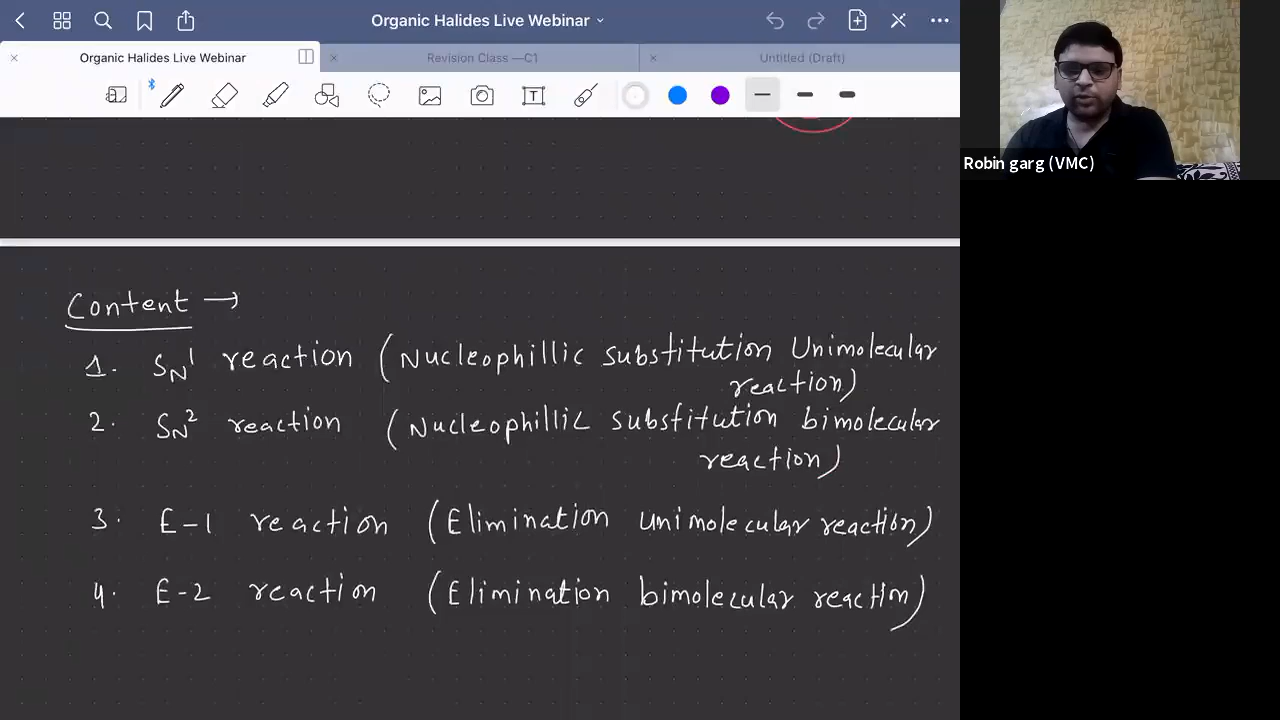 Organic Halides Live Webinar
Organic Halides Live Webinar
Revision Class —C1
Untitled (Draft)
T
Robin garg (VMC)
Content →
1. SN1 reaction (Nucleophillic substitution Unimolecular
reaction)
2. SN2 reaction (Nucleophillic substitution bimolecular
reaction)
3. E-1 reaction (Elimination unimolecular reaction)
4. E-2 reaction (Elimination bimolecular reaction)